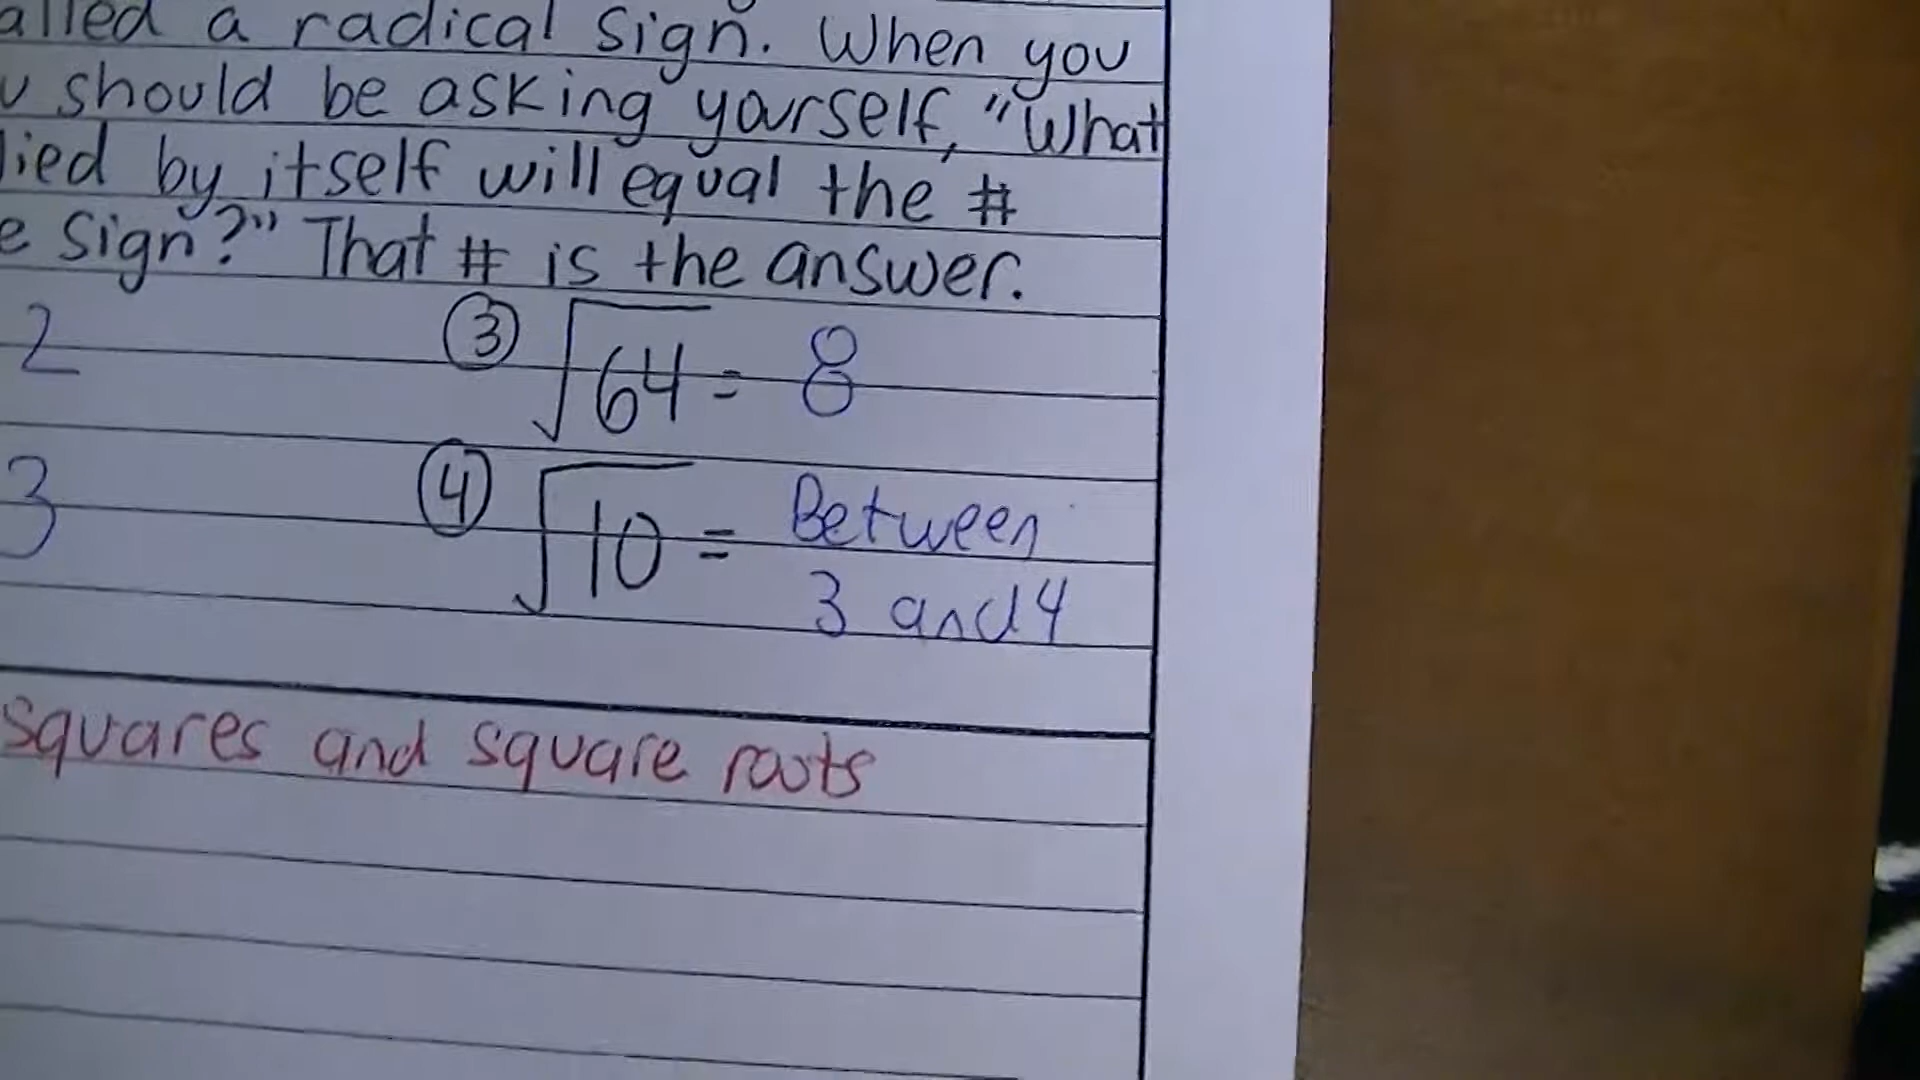 alled a radical sign. When you
u should be asking yourself, "What
lied by itself will equal the #
e sign?" That # is the answer.
2 ③ √64 = 8
3 ④ √10 = Between
3 and 4
squares and square roots